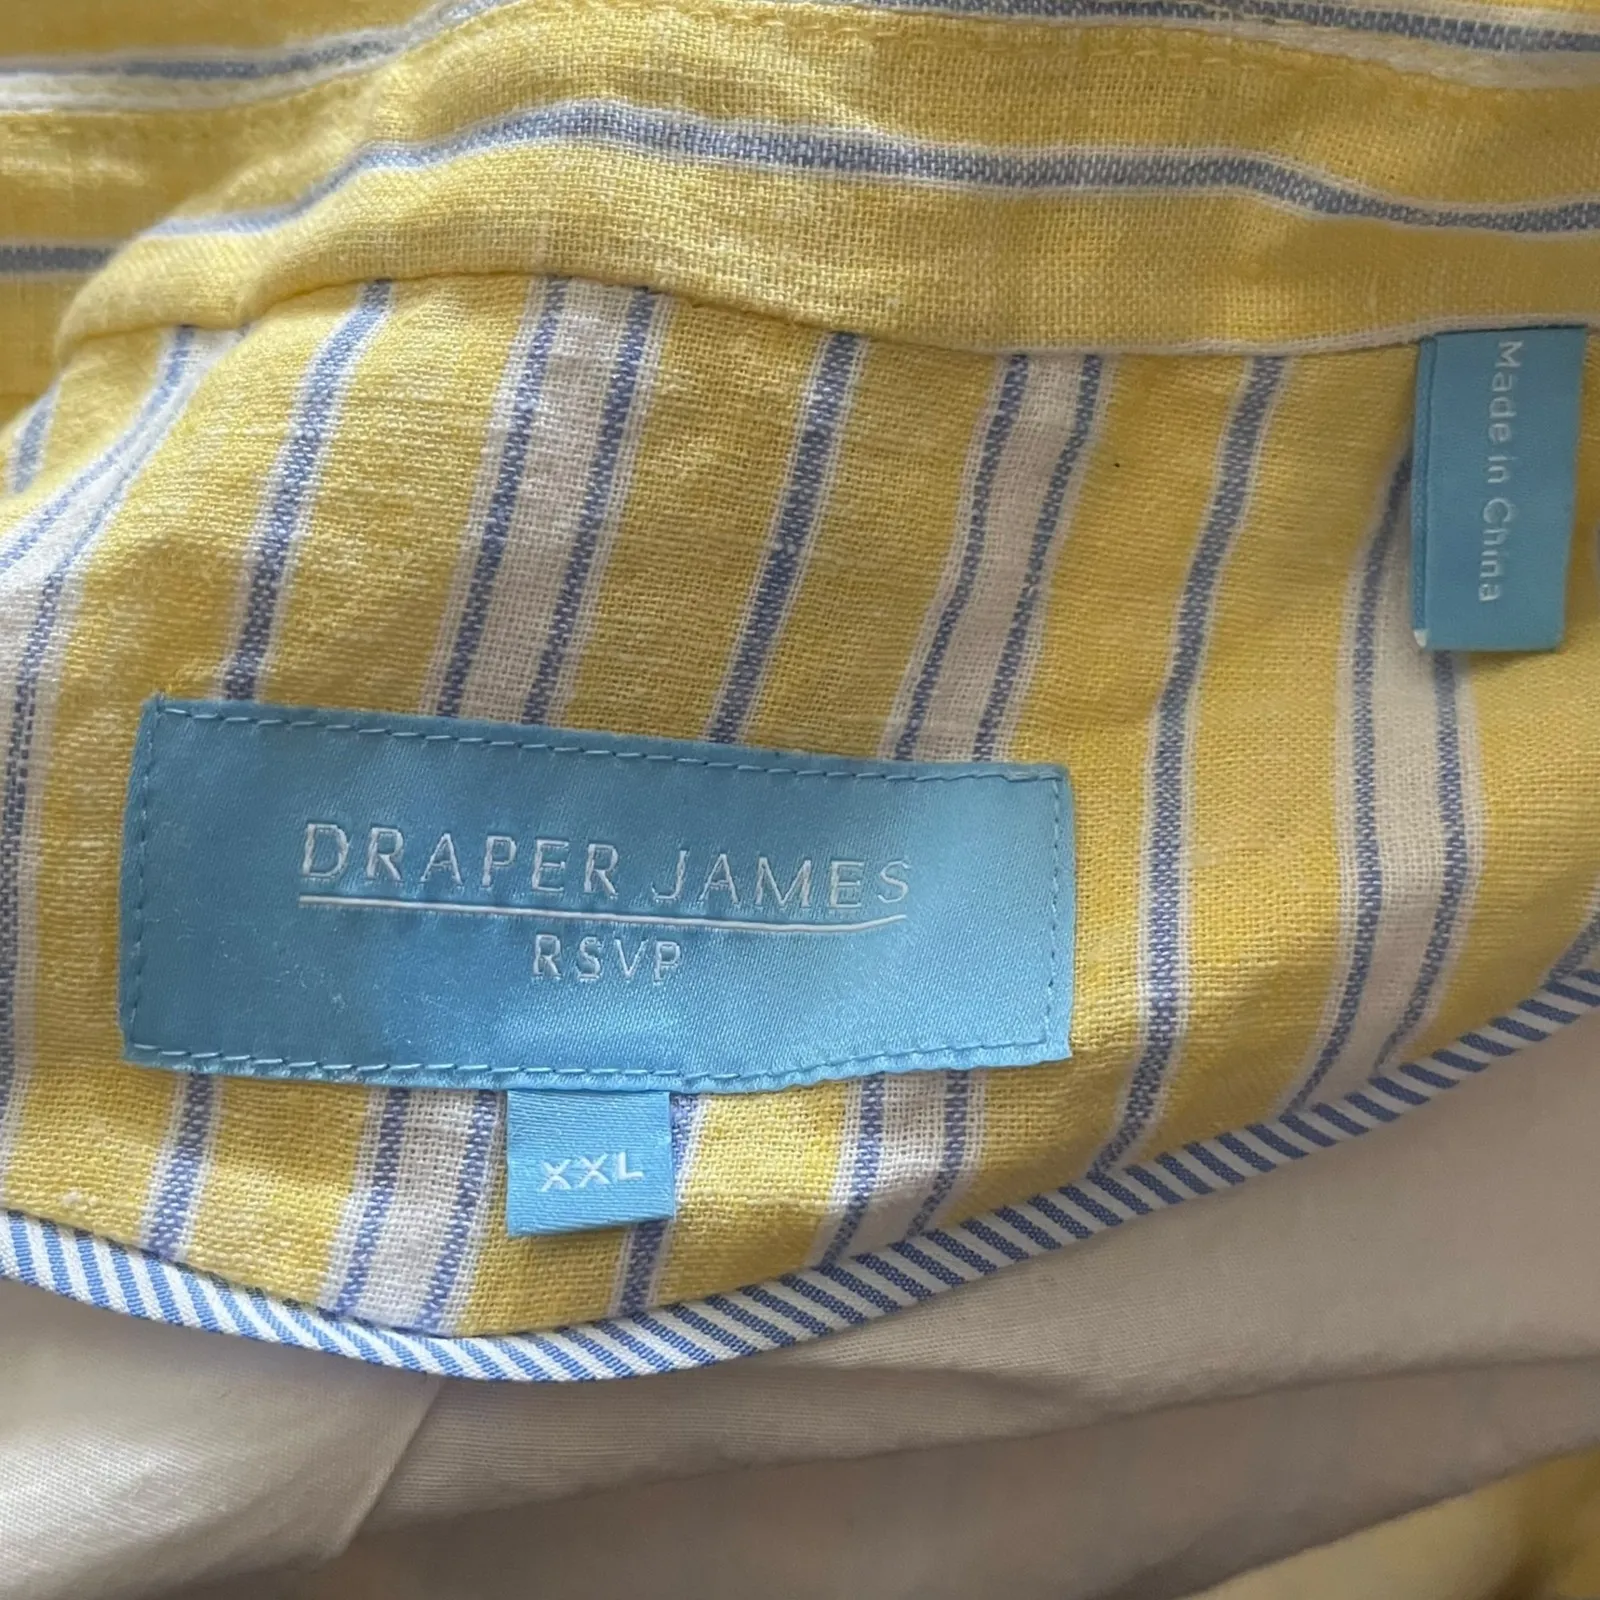 Made in China
DRAPER JAMES
RSVP
XXL